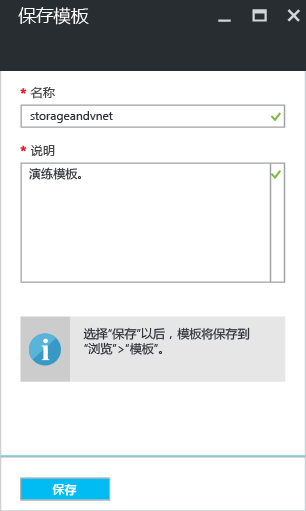 保存模板
* 名称
storageandvnet
* 说明
演练模板。
选择“保存”以后，模板将保存到
“浏览”>“模板”。
保存